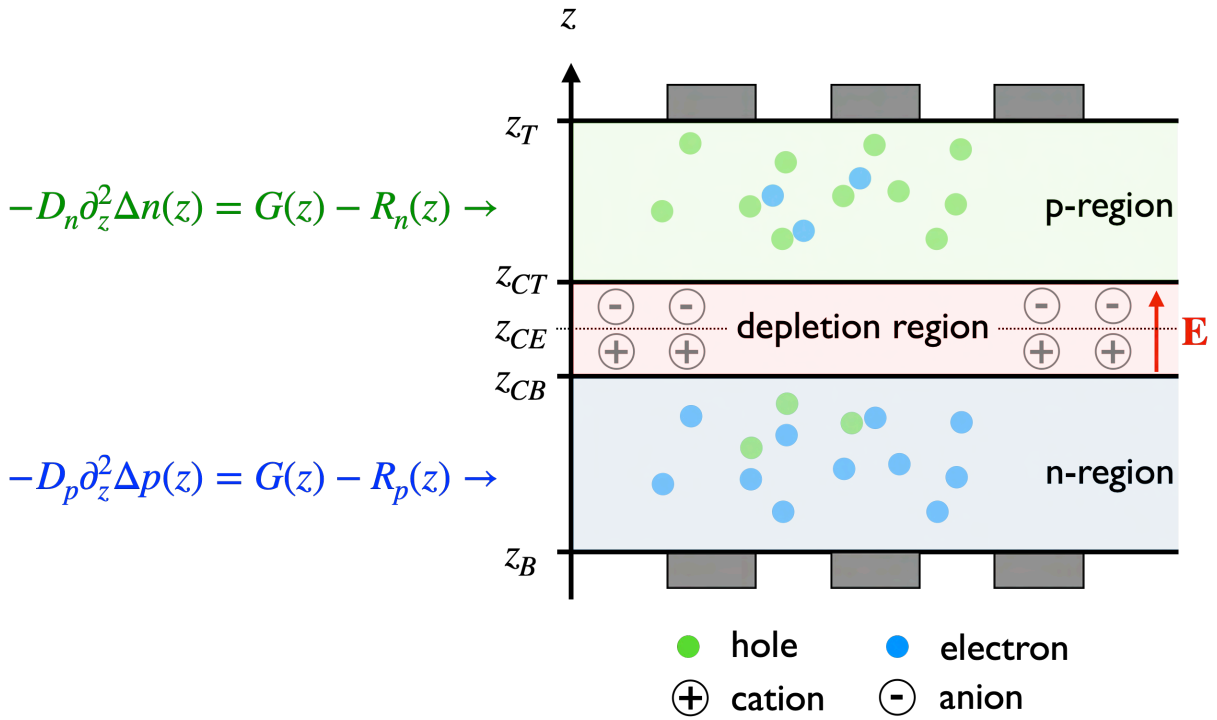 z
z_T
−D_n∂_z^2Δn(z) = G(z) − R_n(z) →
p-region
z_CT
- - - -
z_CE
depletion region
E
+ + + +
z_CB
−D_p∂_z^2Δp(z) = G(z) − R_p(z) →
n-region
z_B
hole
electron
+ cation
- anion